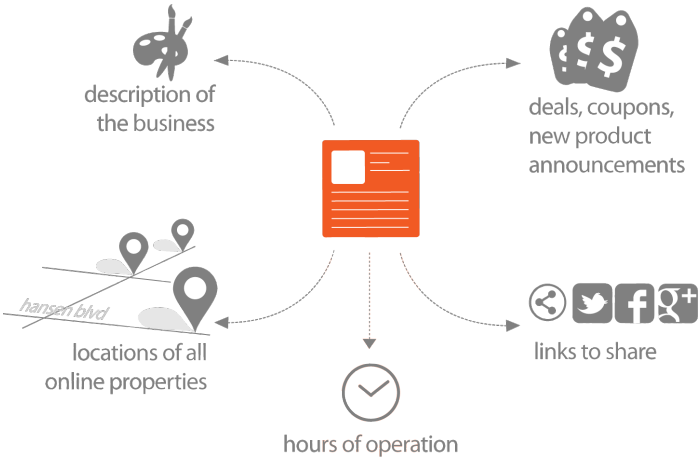 description of
the business
deals, coupons,
new product
announcements
$ $ $
hansen blvd
locations of all
online properties
f g+
links to share
hours of operation